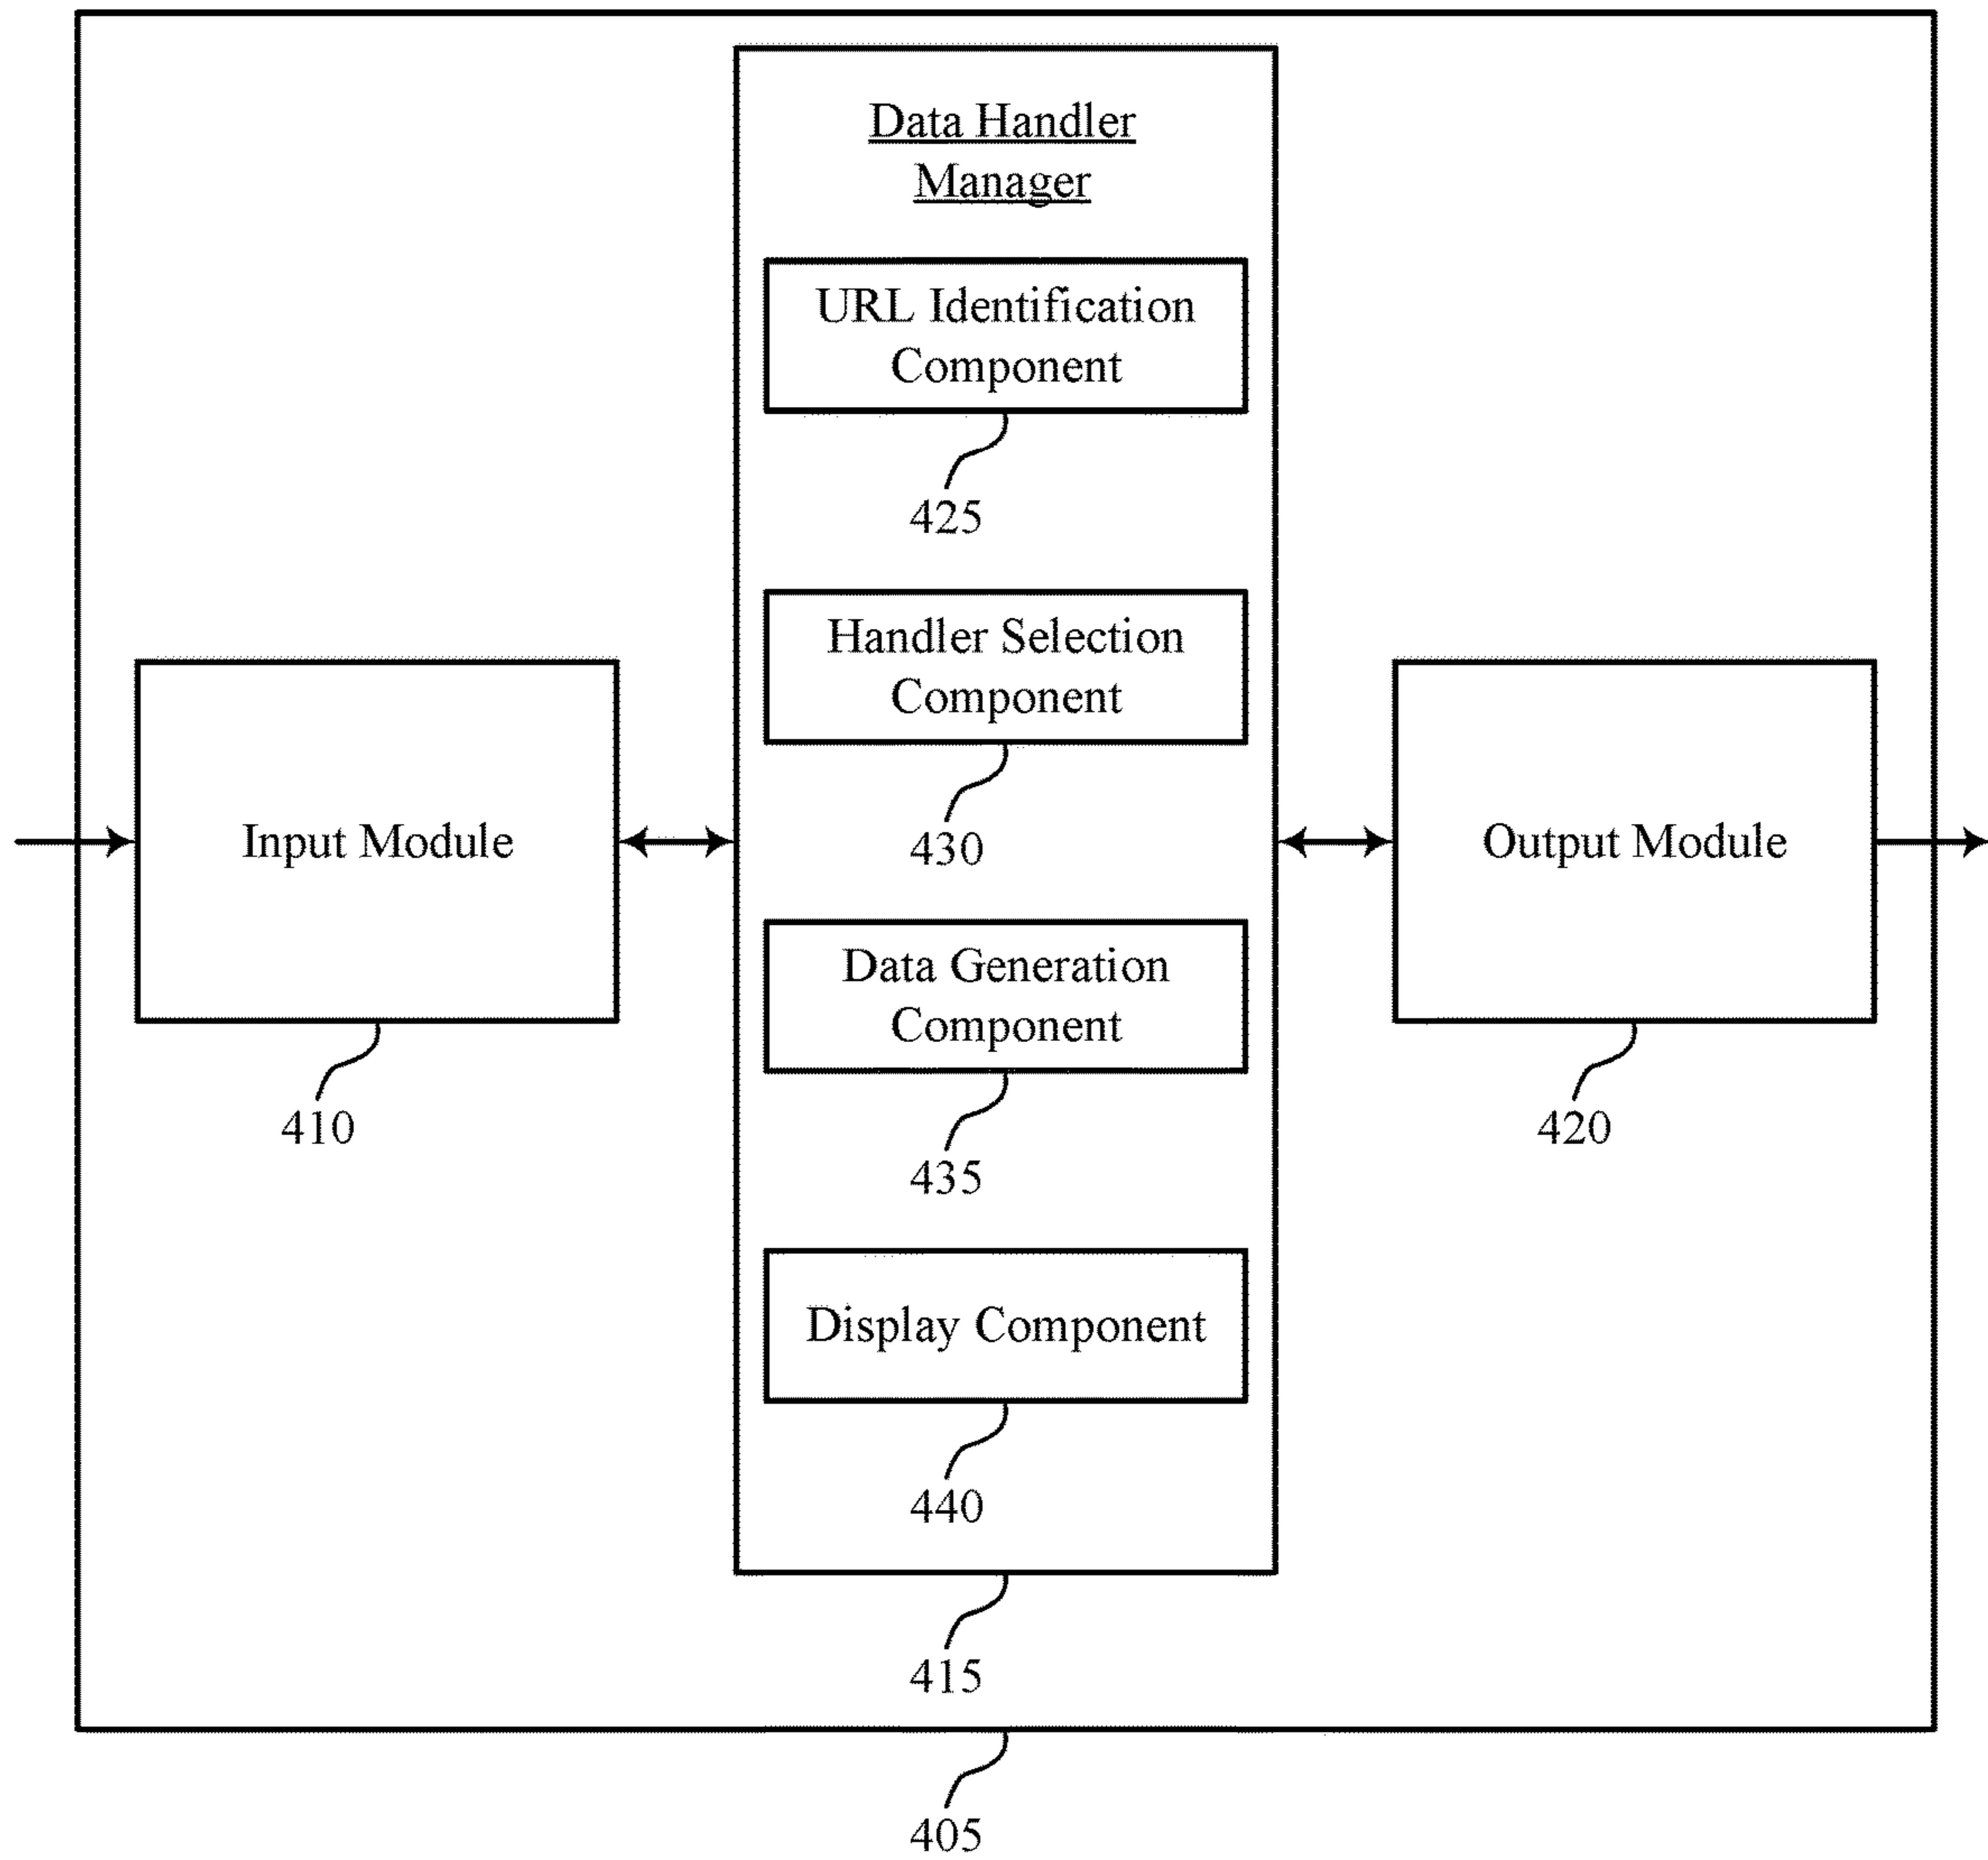 Data Handler
Manager
URL Identification
Component
425
Handler Selection
Component
430
Input Module
410
Output Module
420
Data Generation
Component
435
Display Component
440
415
405